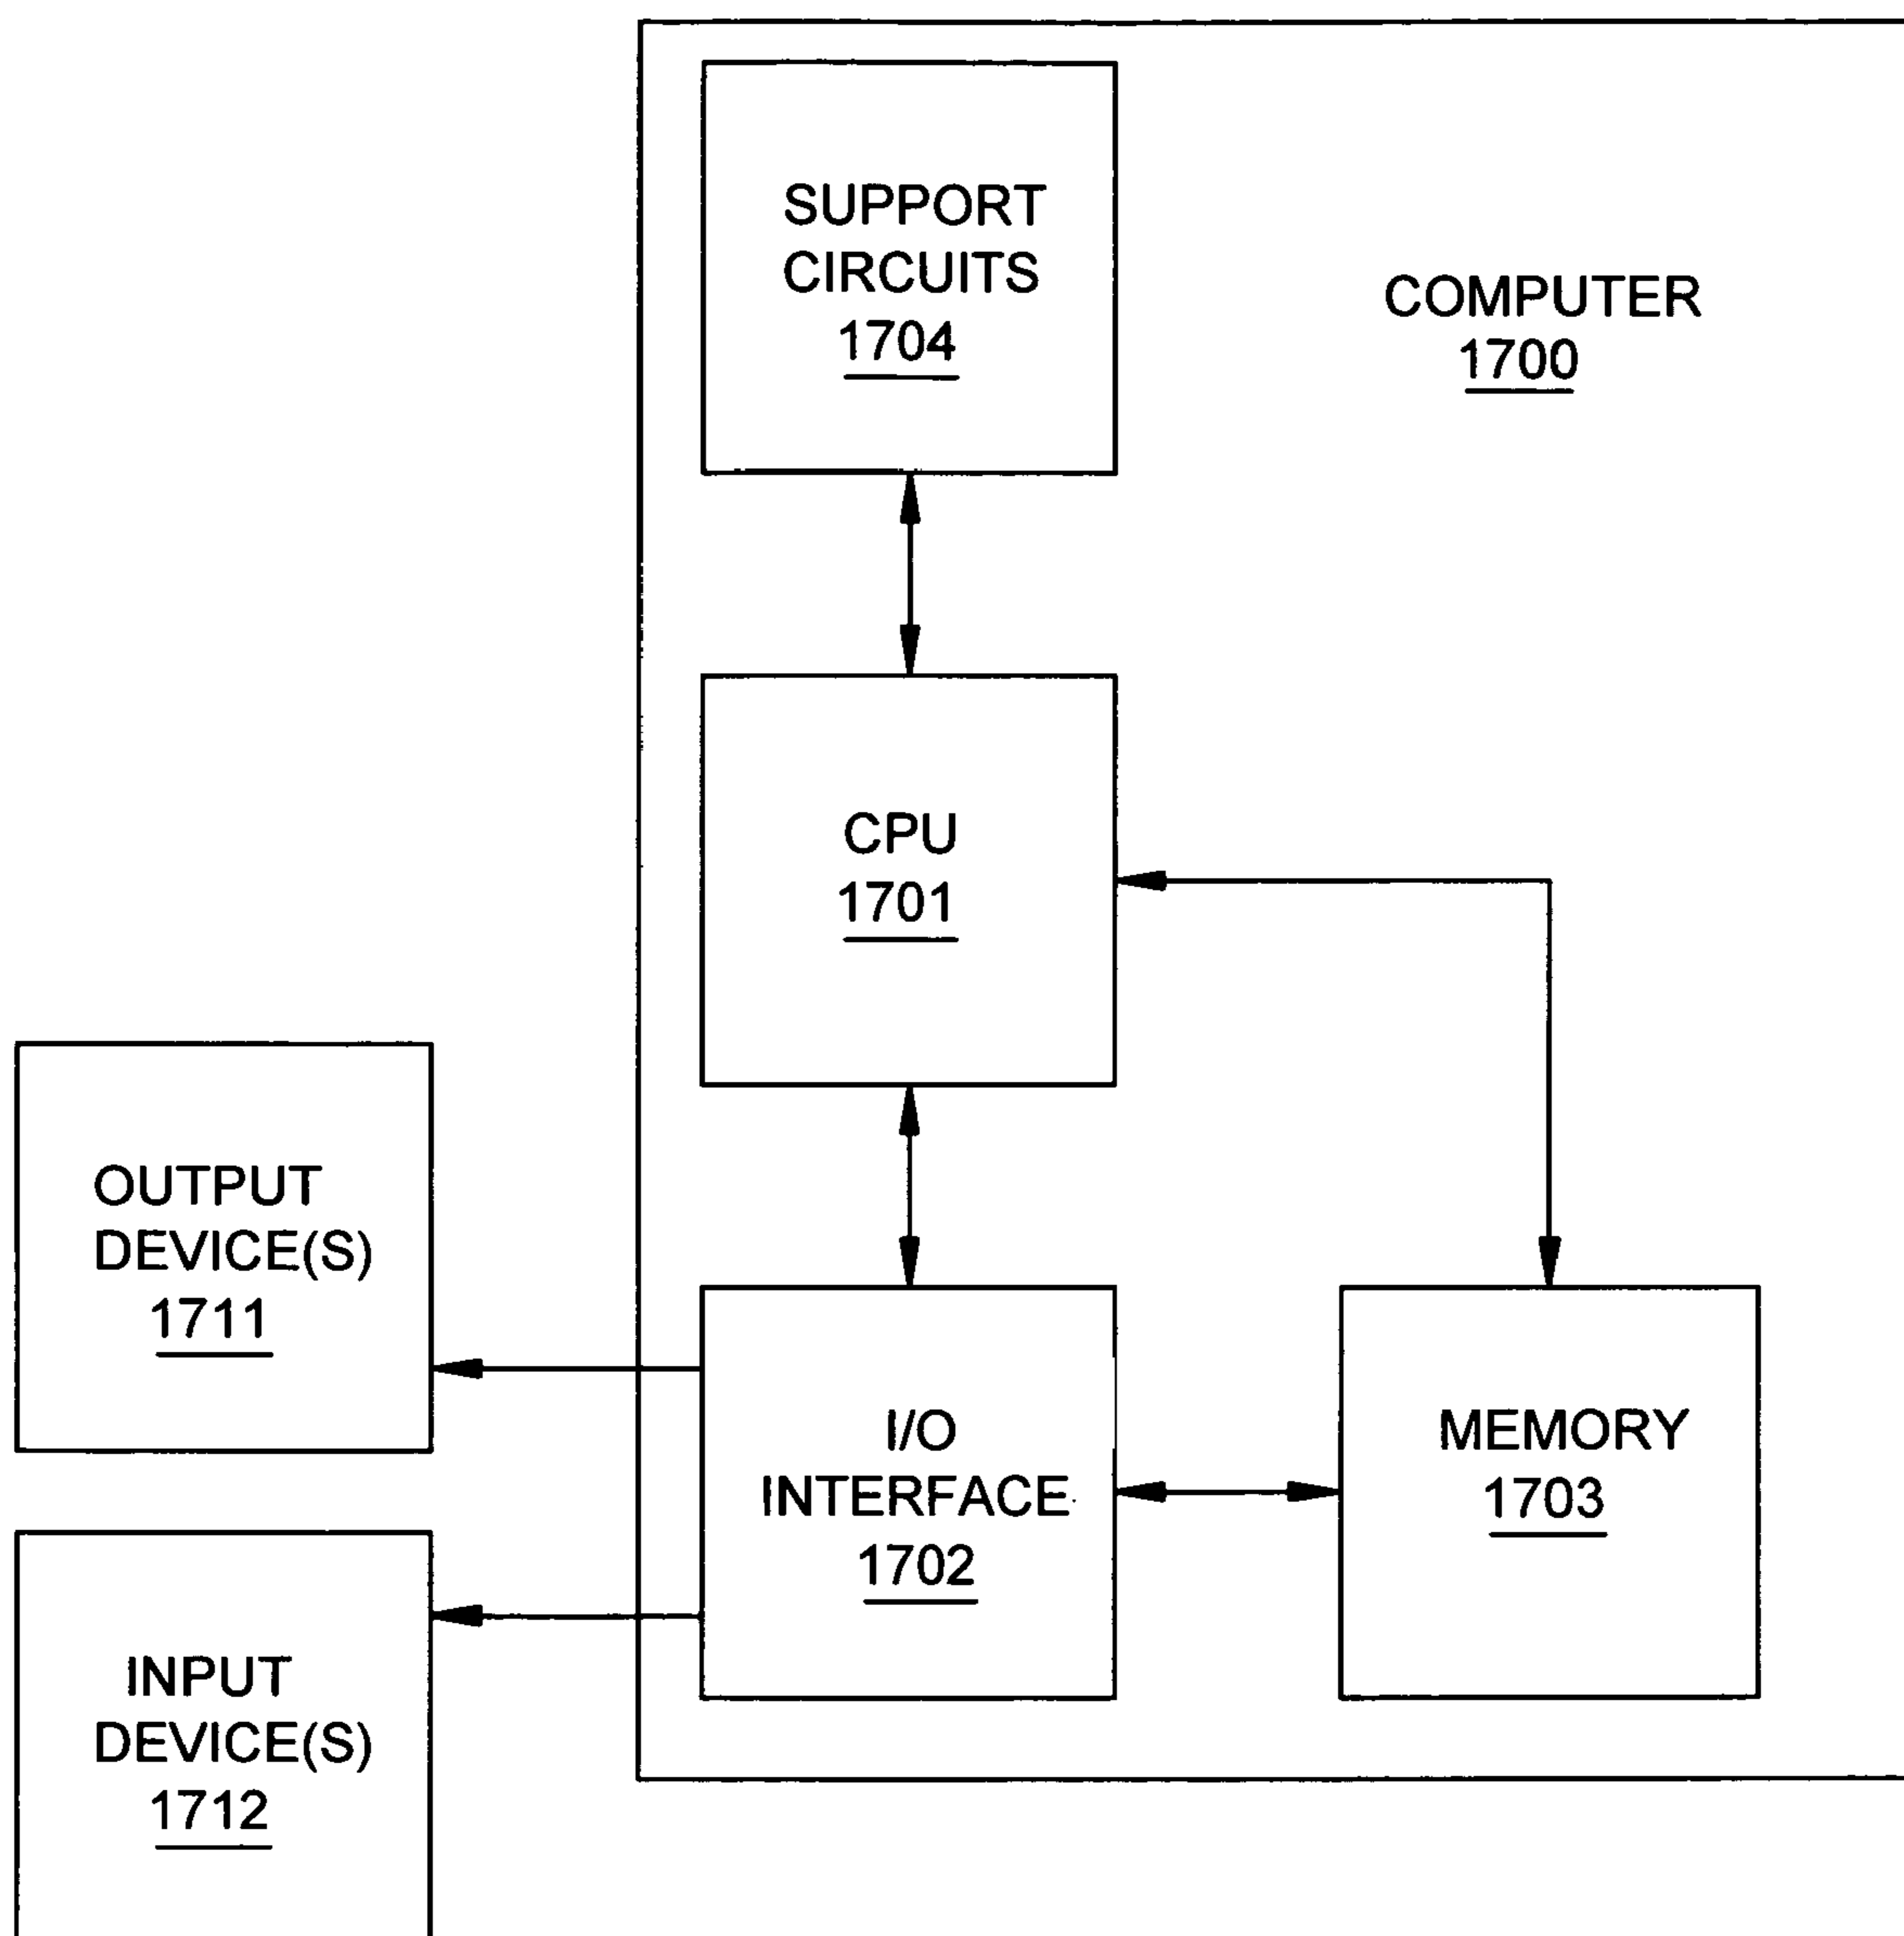 SUPPORT
CIRCUITS
1704
COMPUTER
1700
CPU
1701
OUTPUT
DEVICE(S)
1711
I/O
INTERFACE
1702
MEMORY
1703
INPUT
DEVICE(S)
1712